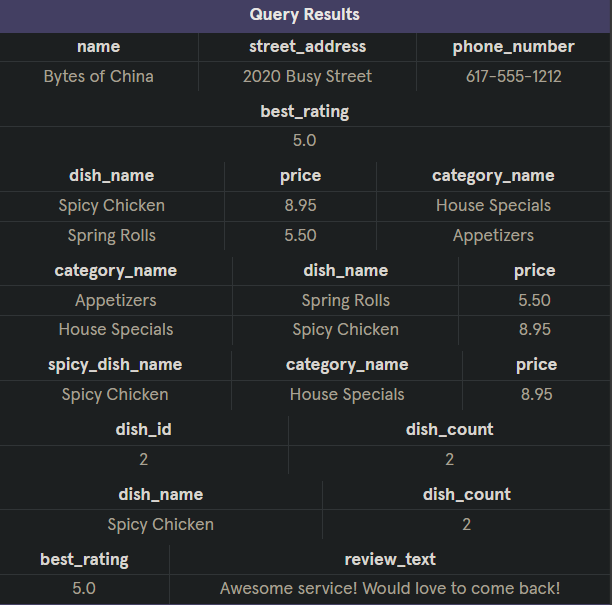 Query Results
name street_address phone_number
Bytes of China 2020 Busy Street 617-555-1212
best_rating
5.0
dish_name price category_name
Spicy Chicken 8.95 House Specials
Spring Rolls 5.50 Appetizers
category_name dish_name price
Appetizers Spring Rolls 5.50
House Specials Spicy Chicken 8.95
spicy_dish_name category_name price
Spicy Chicken House Specials 8.95
dish_id dish_count
2 2
dish_name dish_count
Spicy Chicken 2
best_rating review_text
5.0 Awesome service! Would love to come back!